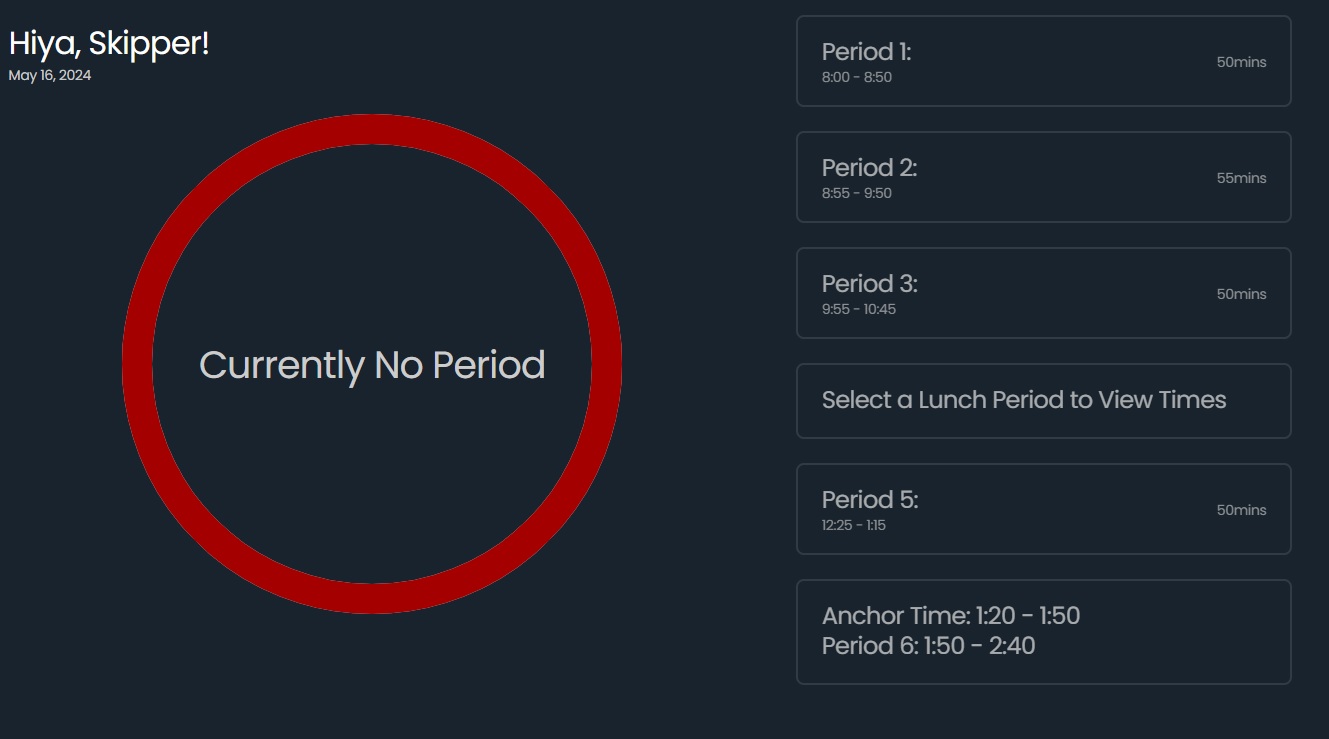 Hiya, Skipper!
May 16, 2024
Currently No Period
Period 1:
8:00 - 8:50
50mins
Period 2:
8:55 - 9:50
55mins
Period 3:
9:55 - 10:45
50mins
Select a Lunch Period to View Times
Period 5:
12:25 - 1:15
50mins
Anchor Time: 1:20 - 1:50
Period 6: 1:50 - 2:40